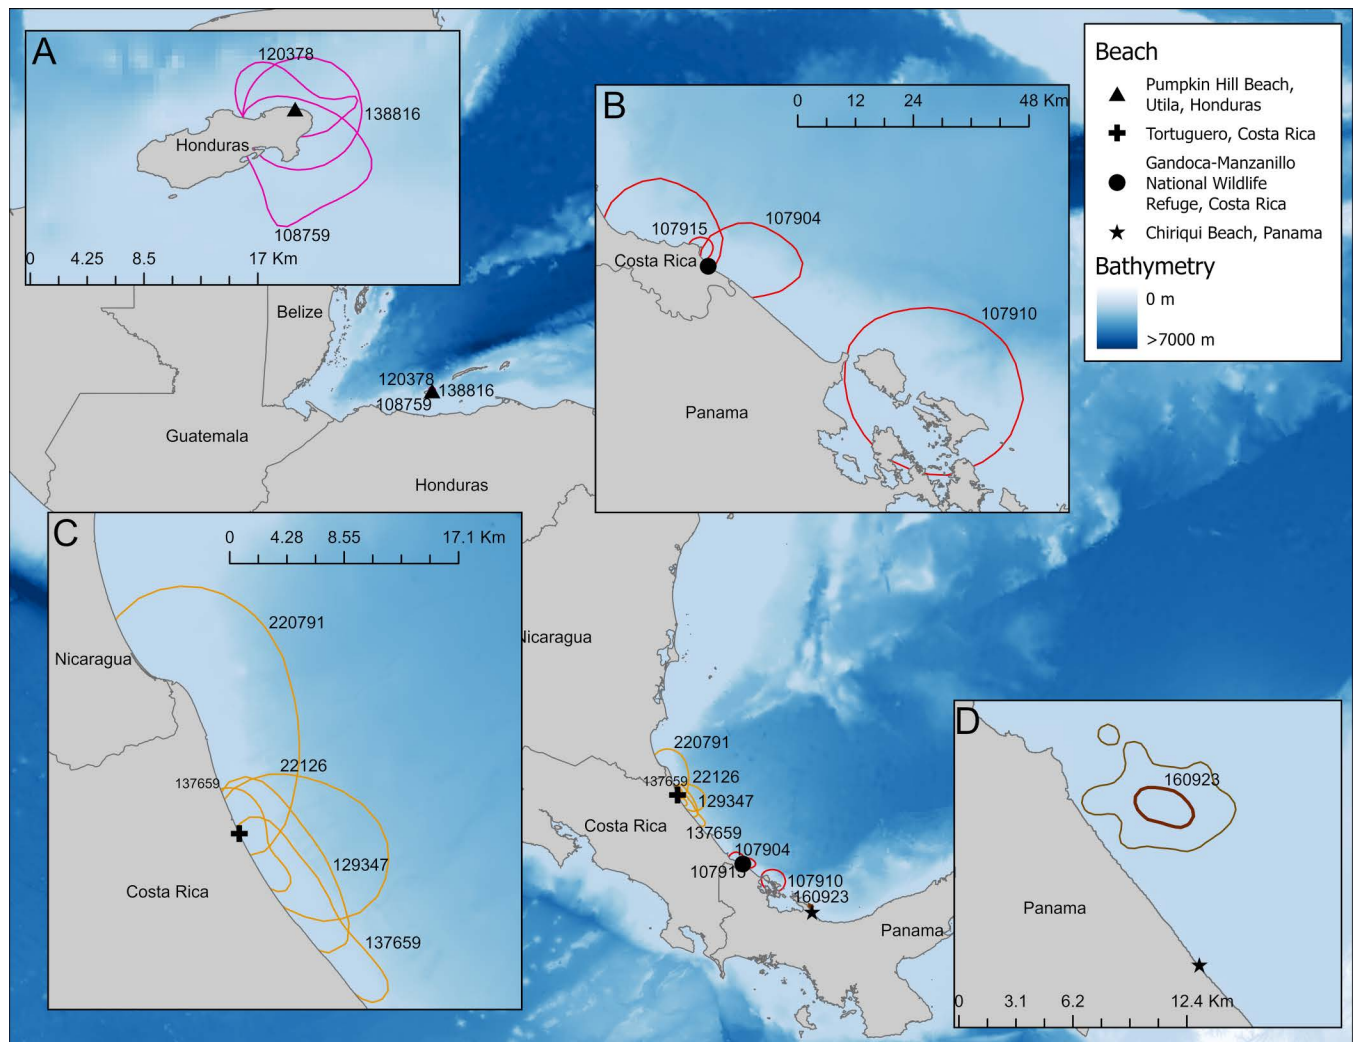 A
120378
138816
Honduras
108759
0 4.25 8.5 17 Km
B
0 12 24 48 Km
107915
107904
Costa Rica
107910
Panama
Beach
Pumpkin Hill Beach,
Utila, Honduras
Tortuguero, Costa Rica
Gandoca-Manzanillo
National Wildlife
Refuge, Costa Rica
Chiriqui Beach, Panama
Bathymetry
0 m
>7000 m
Belize
120378
138816
108759
Guatemala
Honduras
C
0 4.28 8.55 17.1 Km
220791
Nicaragua
22126
137659
129347
Costa Rica
137659
Nicaragua
220791
137659
22126
129347
Costa Rica
137659
107904
107915
107910
160923
Panama
D
160923
Panama
0 3.1 6.2 12.4 Km